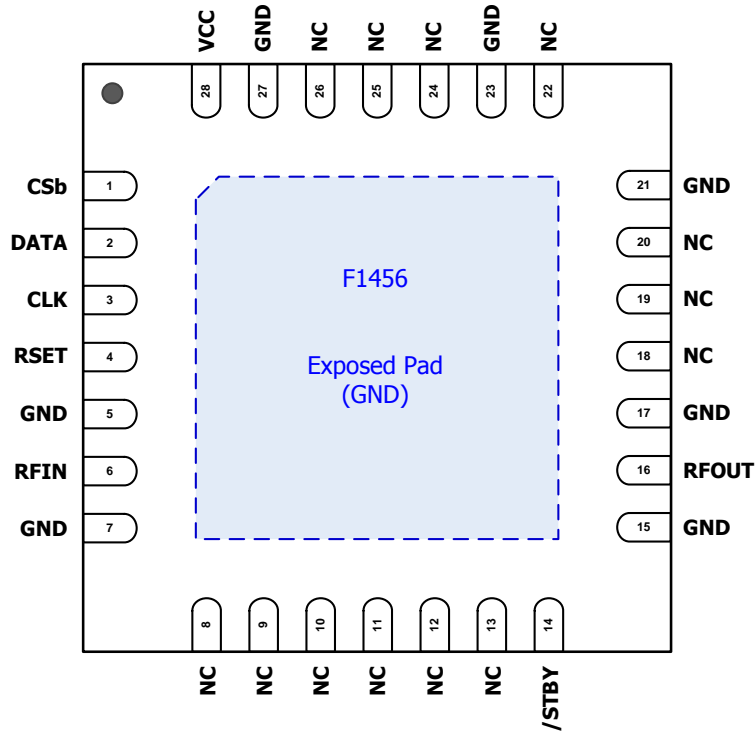 VCC
GND
NC
NC
NC
GND
NC
28
27
26
25
24
23
22
CSb 1
DATA 2
CLK 3
RSET 4
GND 5
RFIN 6
GND 7
F1456
Exposed Pad
(GND)
21 GND
20 NC
19 NC
18 NC
17 GND
16 RFOUT
15 GND
8
9
10
11
12
13
14
NC
NC
NC
NC
NC
NC
/STBY